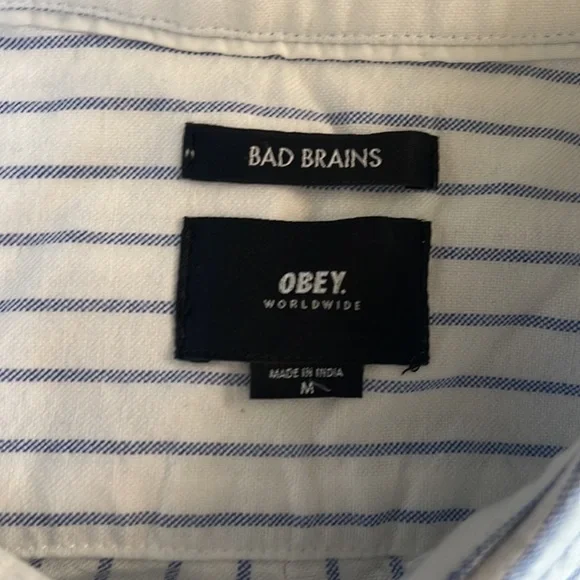 BAD BRAINS
OBEY.
WORLDWIDE
MADE IN INDIA
M